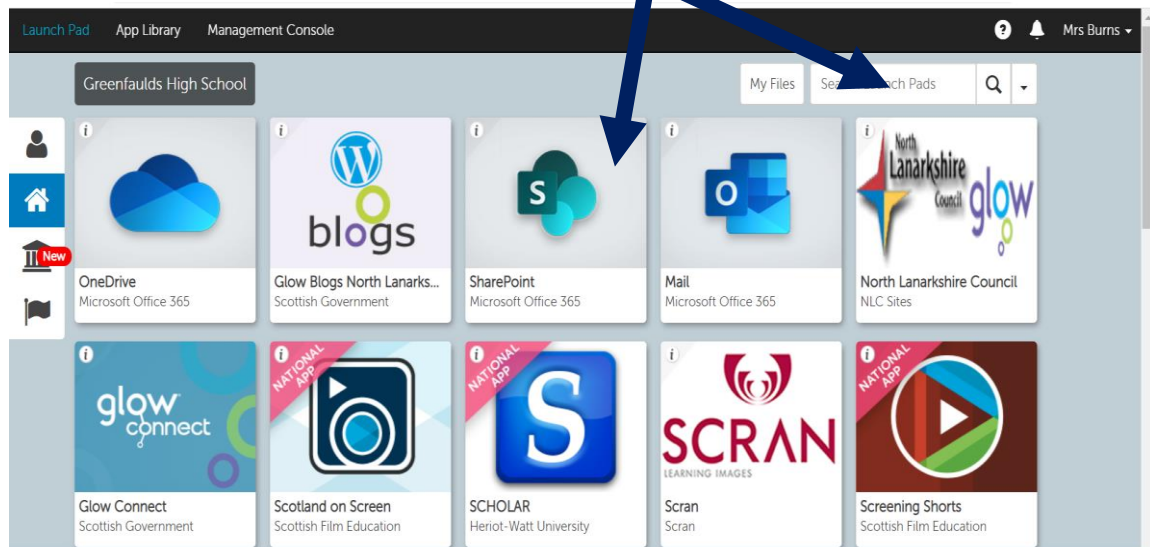 Launch Pad App Library Management Console ? Mrs Burns
Greenfaulds High School My Files Pads
i i i i i
New
W
blogs
S
O
North
Lanarkshire
Council
glow
OneDrive Glow Blogs North Lanarks... SharePoint Mail North Lanarkshire Council
Microsoft Office 365 Scottish Government Microsoft Office 365 Microsoft Office 365 NLC Sites
i i i i i
NATIONAL APP NATIONAL APP NATIONAL APP
glow
connect
S
SCRAN
LEARNING IMAGES
Glow Connect Scotland on Screen SCHOLAR Scran Screening Shorts
Scottish Government Scottish Film Education Heriot-Watt University Scran Scottish Film Education